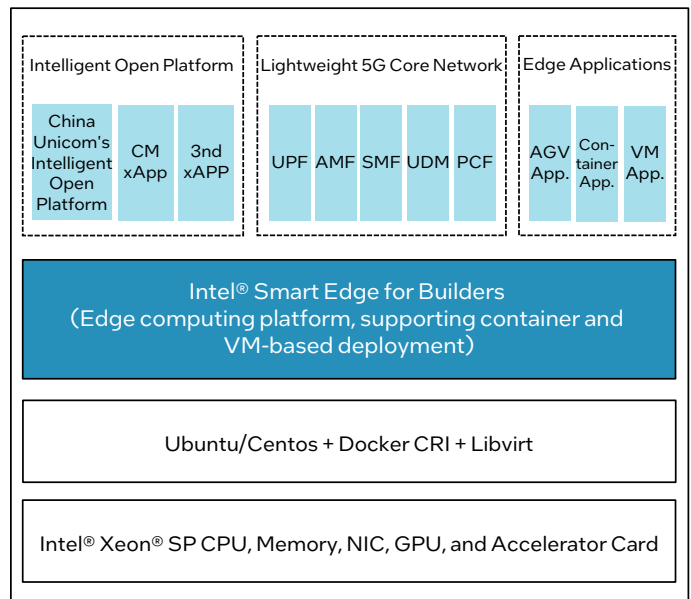 Intelligent Open Platform
China
Unicom's
Intelligent
Open
Platform
CM
xApp
3nd
xAPP
Lightweight 5G Core Network
UPF
AMF
SMF
UDM
PCF
Edge Applications
AGV
App.
Con-
tainer
App.
VM
App.
Intel® Smart Edge for Builders
(Edge computing platform, supporting container and
VM-based deployment)
Ubuntu/Centos + Docker CRI + Libvirt
Intel® Xeon® SP CPU, Memory, NIC, GPU, and Accelerator Card